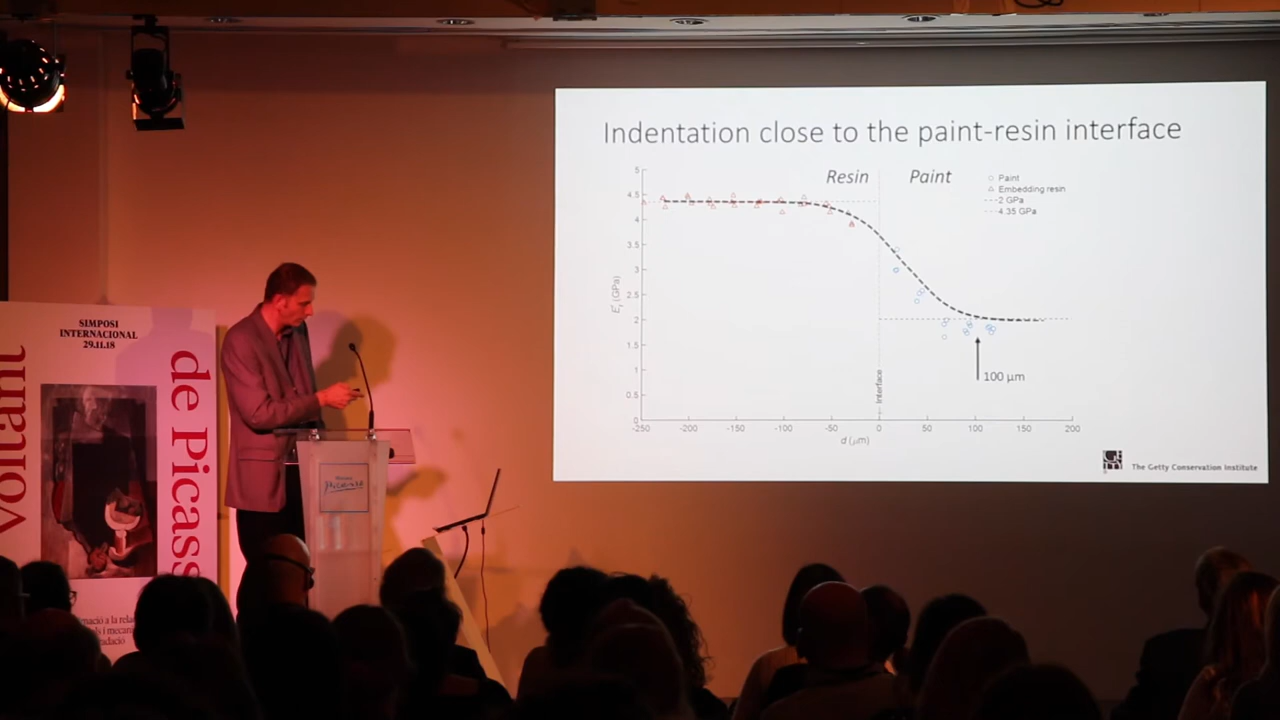 Indentation close to the paint-resin interface
Resin
Paint
Paint
Embedding resin
2 GPa
4.35 GPa
5
4.5
4
3.5
3
2.5
2
1.5
1
0.5
0
E*r (GPa)
Interface
100 µm
-250 -200 -150 -100 -50 0 50 100 150 200
d (µm)
The Getty Conservation Institute
SIMPOSI
INTERNACIONAL
29.11.18
voltant
de Picass